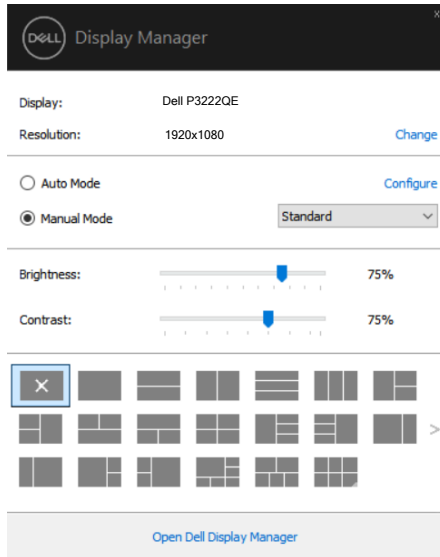 x
DELL Display Manager
Display: Dell P3222QE
Resolution: 1920x1080 Change
Auto Mode Configure
Manual Mode Standard
Brightness: 75%
Contrast: 75%
Open Dell Display Manager